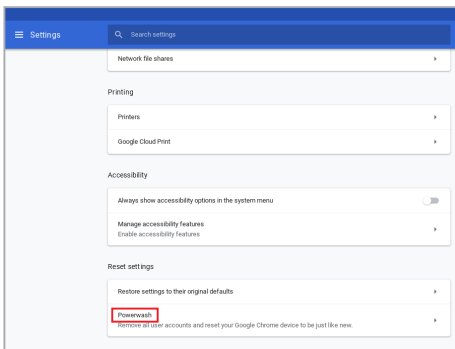 Settings
Search settings
Network file shares
Printing
Printers
Google Cloud Print
Accessibility
Always show accessibility options in the system menu
Manage accessibility features
Enable accessibility features
Reset settings
Restore settings to their original defaults
Powerwash
Remove all user accounts and reset your Google Chrome device to be just like new.